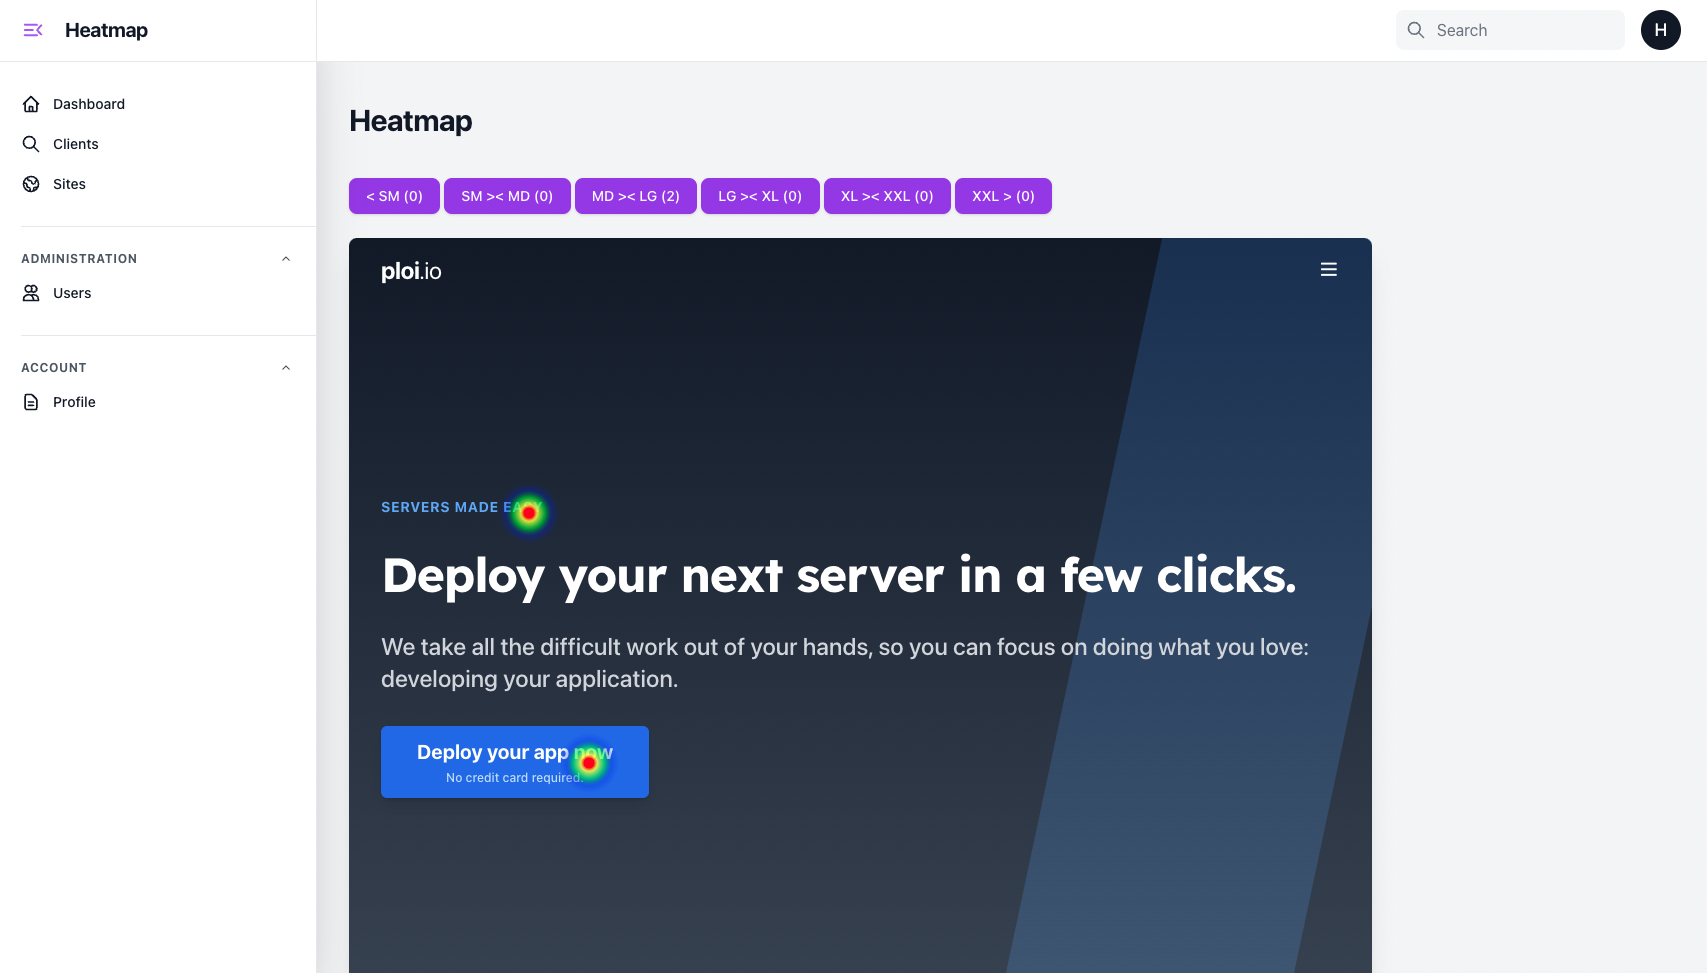 Heatmap
Search
H
Dashboard
Clients
Sites
ADMINISTRATION
Users
ACCOUNT
Profile
Heatmap
< SM (0)
SM >< MD (0)
MD >< LG (2)
LG >< XL (0)
XL >< XXL (0)
XXL > (0)
ploi.io
SERVERS MADE EASY
Deploy your next server in a few clicks.
We take all the difficult work out of your hands, so you can focus on doing what you love:
developing your application.
Deploy your app now
No credit card required.